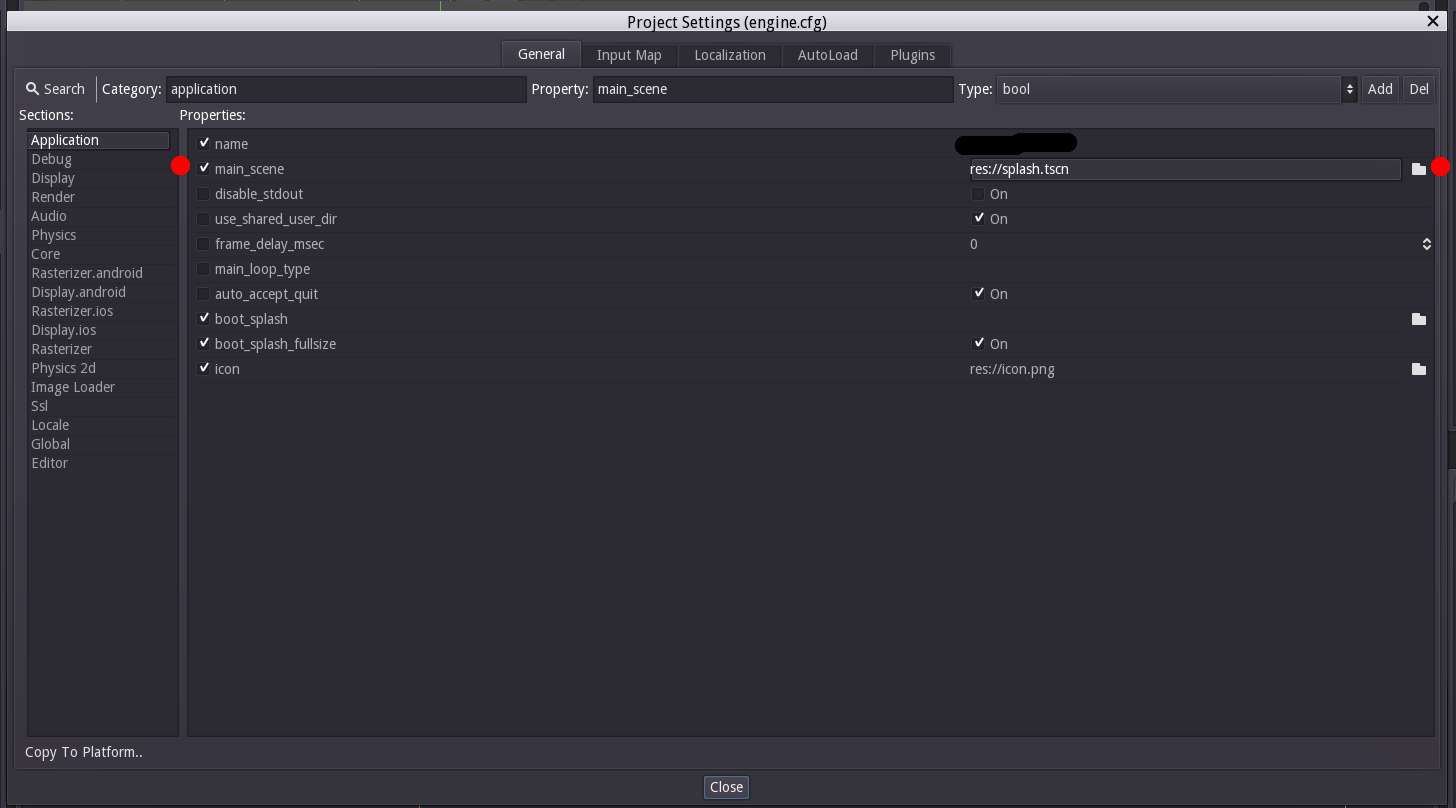 Project Settings (engine.cfg)
General Input Map Localization AutoLoad Plugins
Search Category: application Property: main_scene Type: bool Add Del
Sections: Properties:
Application
Debug
Display
Render
Audio
Physics
Core
Rasterizer.android
Display.android
Rasterizer.ios
Display.ios
Rasterizer
Physics 2d
Image Loader
Ssl
Locale
Global
Editor
name
main_scene res://splash.tscn
disable_stdout On
use_shared_user_dir On
frame_delay_msec 0
main_loop_type
auto_accept_quit On
boot_splash
boot_splash_fullsize On
icon res://icon.png
Copy To Platform..
Close